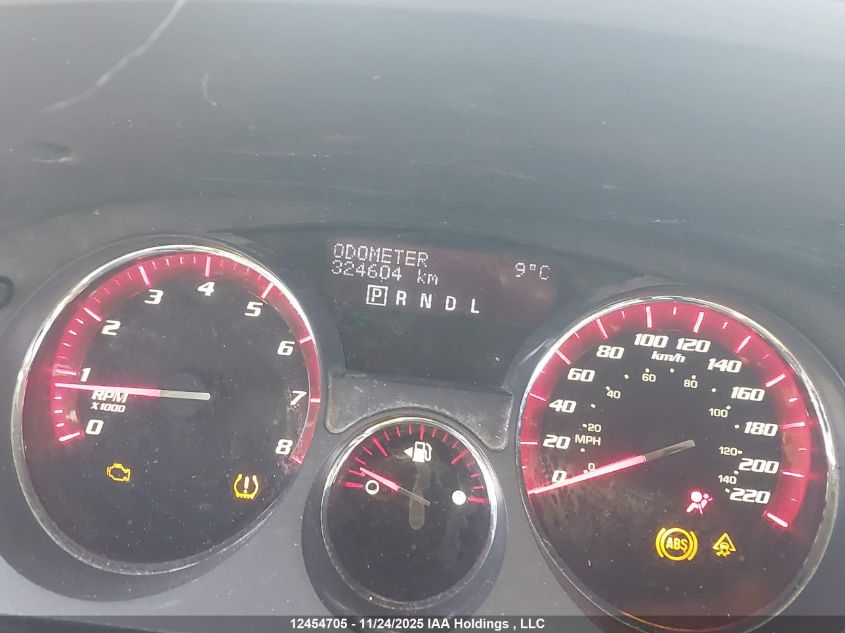 ODOMETER
324604 km
9°C
P R N D L
0 1 2 3 4 5 6 7 8
RPM
X1000
0 20 40 60 80 100 120 140 160 180 200 220
km/h
0 20 40 60 80 100 120 140
MPH
ABS
12454705 - 11/24/2025 IAA Holdings , LLC